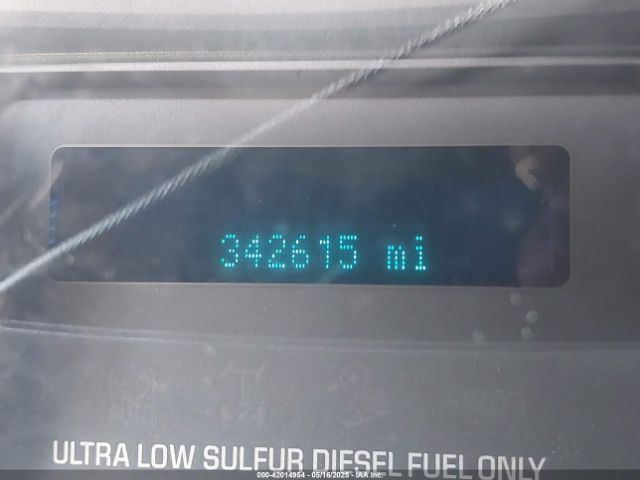 342615 mi
ULTRA LOW SULFUR DIESEL FUEL ONLY
000-42014954 - 05/16/2025 - IAA Inc.